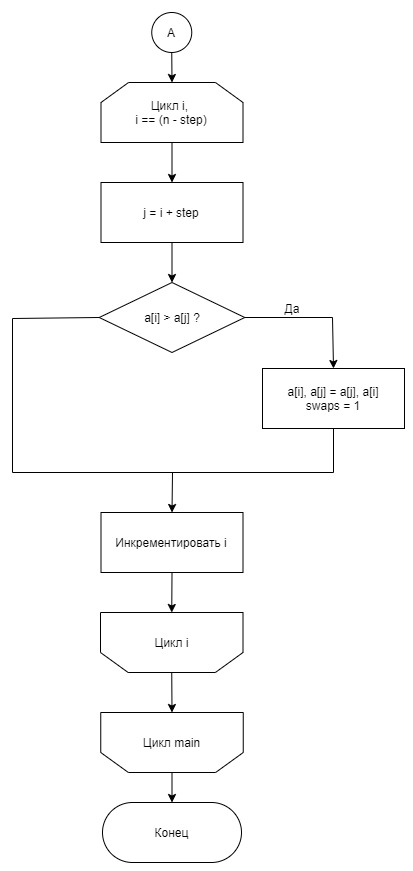 A
Цикл i,
i == (n - step)
j = i + step
a[i] > a[j] ?
Да
a[i], a[j] = a[j], a[i]
swaps = 1
Инкрементировать i
Цикл i
Цикл main
Конец